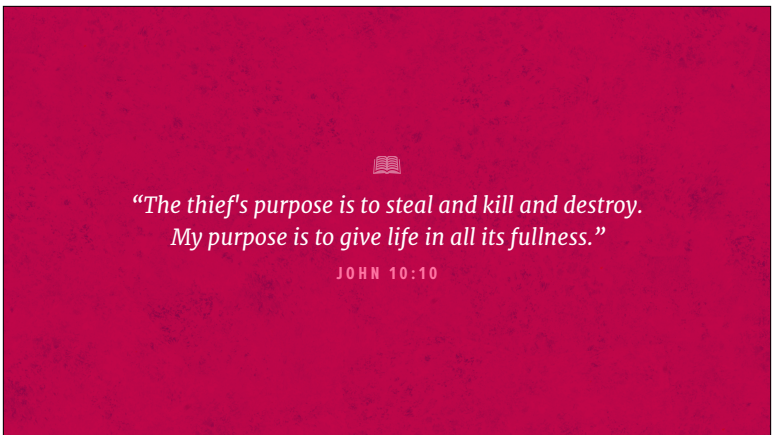 “The thief's purpose is to steal and kill and destroy.
My purpose is to give life in all its fullness.”
JOHN 10:10